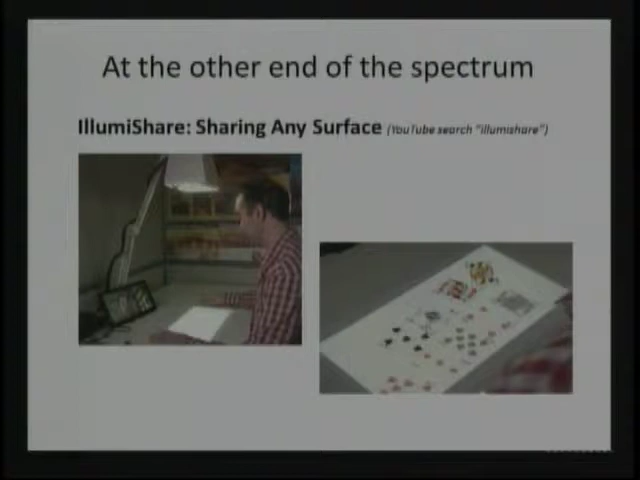 At the other end of the spectrum
IllumiShare: Sharing Any Surface (YouTube search "illumishare")